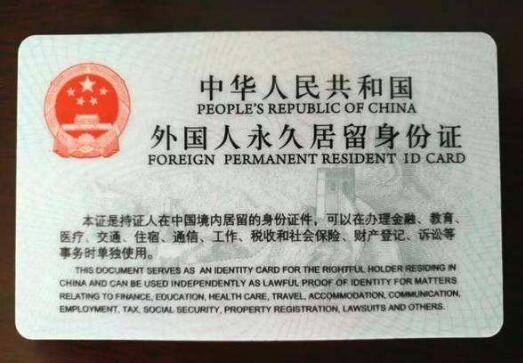 中华人民共和国
PEOPLE'S REPUBLIC OF CHINA
外国人永久居留身份证
FOREIGN PERMANENT RESIDENT ID CARD
本证是持证人在中国境内居留的身份证件，可以在办理金融、教育、
医疗、交通、住宿、通信、工作、税收和社会保险、财产登记、诉讼等
事务时单独使用。
THIS DOCUMENT SERVES AS AN IDENTITY CARD FOR THE RIGHTFUL HOLDER RESIDING IN
CHINA AND CAN BE USED INDEPENDENTLY AS LAWFUL PROOF OF IDENTITY FOR MATTERS
RELATING TO FINANCE, EDUCATION, HEALTH CARE, TRAVEL, ACCOMMODATION, COMMUNICATION,
EMPLOYMENT, TAX, SOCIAL SECURITY, PROPERTY REGISTRATION, LAWSUITS AND OTHERS.